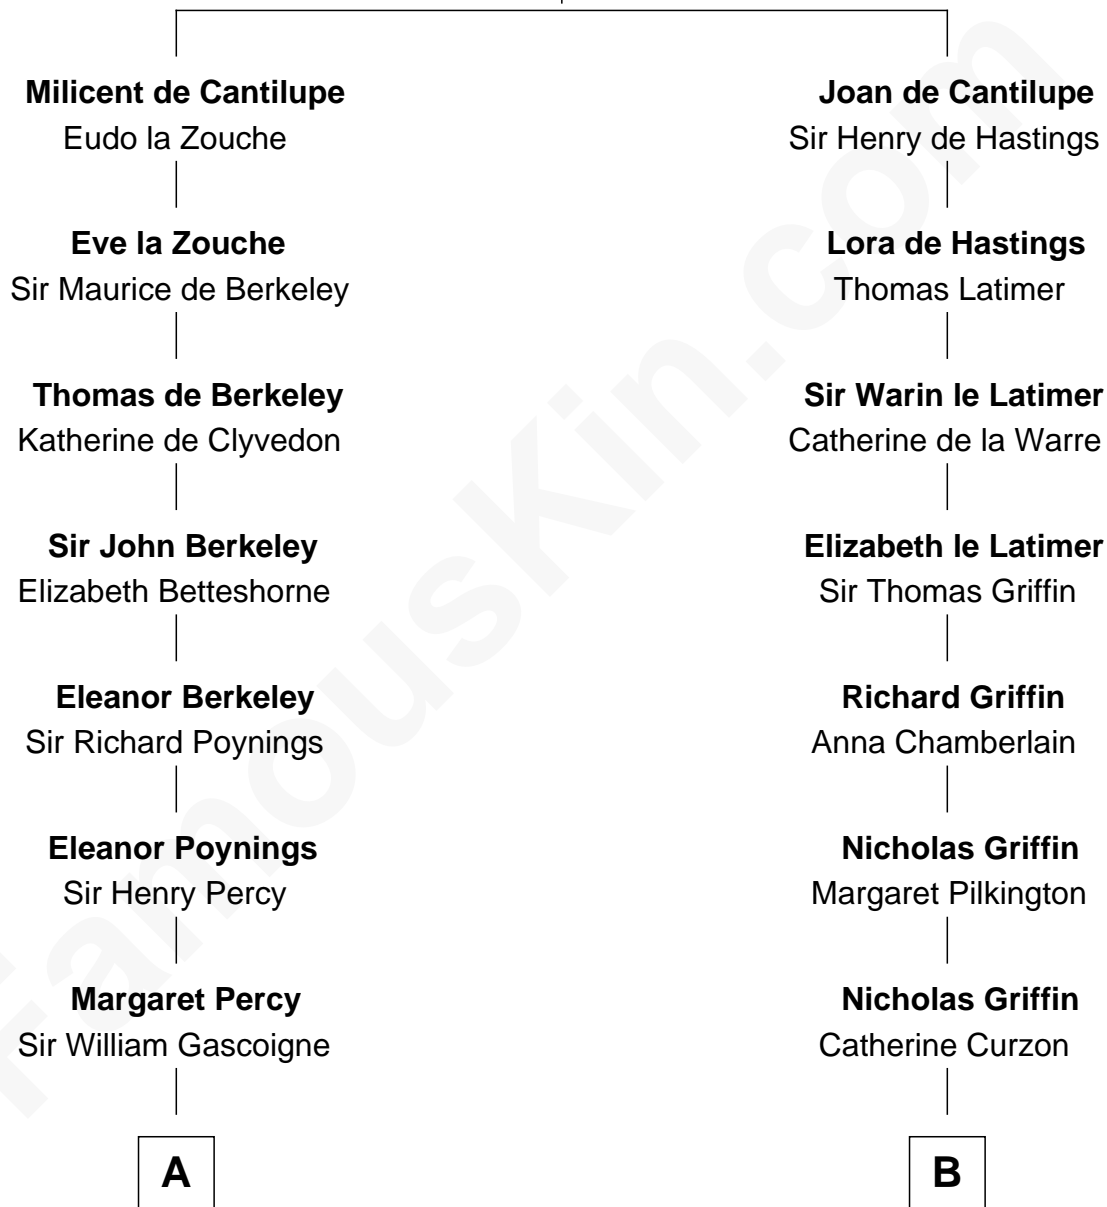 Milicent de Cantilupe
Eudo la Zouche
Eve la Zouche
Sir Maurice de Berkeley
Thomas de Berkeley
Katherine de Clyvedon
Sir John Berkeley
Elizabeth Betteshorne
Eleanor Berkeley
Sir Richard Poynings
Eleanor Poynings
Sir Henry Percy
Margaret Percy
Sir William Gascoigne
A
Joan de Cantilupe
Sir Henry de Hastings
Lora de Hastings
Thomas Latimer
Sir Warin le Latimer
Catherine de la Warre
Elizabeth le Latimer
Sir Thomas Griffin
Richard Griffin
Anna Chamberlain
Nicholas Griffin
Margaret Pilkington
Nicholas Griffin
Catherine Curzon
B
FamousKin.com